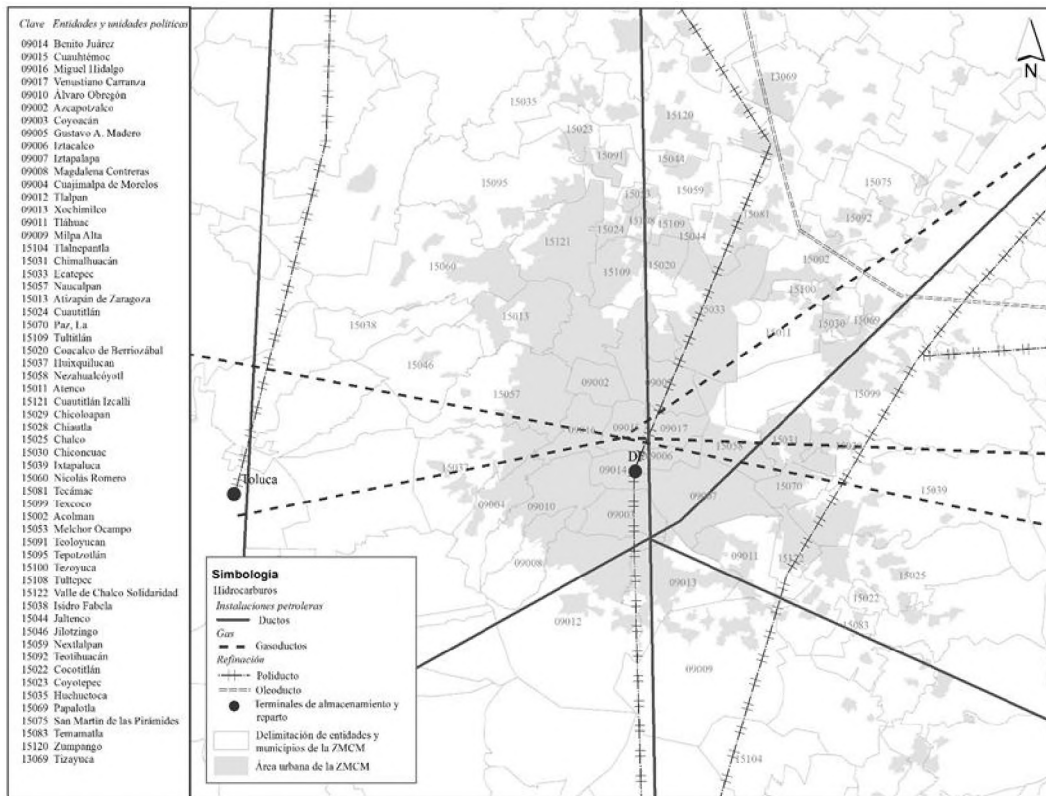 Clave Entidades y unidades políticas
09014 Benito Juárez
09015 Cuauhtémoc
09016 Miguel Hidalgo
09017 Venustiano Carranza
09010 Álvaro Obregón
09002 Azcapotzalco
09003 Coyoacán
09005 Gustavo A. Madero
09006 Iztacalco
09007 Iztapalapa
09008 Magdalena Contreras
09004 Cuajimalpa de Morelos
09012 Tlalpan
09013 Xochimilco
09011 Tláhuac
09009 Milpa Alta
15104 Tlalnepantla
15031 Chimalhuacán
15033 Ecatepec
15057 Naucalpan
15013 Atizapán de Zaragoza
15024 Cuautitlán
15070 Paz, La
15109 Tultitlán
15020 Coacalco de Berriozábal
15037 Huixquilucan
15058 Nezahualcóyotl
15011 Atenco
15121 Cuautitlán Izcalli
15029 Chicoloapan
15028 Chiautla
15025 Chalco
15030 Chiconcuac
15039 Ixtapaluca
15060 Nicolás Romero
15081 Tecámac
15099 Texcoco
15002 Acolman
15053 Melchor Ocampo
15091 Teoloyucan
15095 Tepotzotlán
15100 Tezoyuca
15108 Tultepec
15122 Valle de Chalco Solidaridad
15038 Isidro Fabela
15044 Jaltenco
15046 Jilotzingo
15059 Nextlalpan
15092 Teotihuacán
15022 Cocotitlán
15023 Coyotepec
15035 Huehuetoca
15069 Papalotla
15075 San Martín de las Pirámides
15083 Temamatla
15120 Zumpango
13069 Tizayuca
N
13069
15035
15120
15023
15091
15044
15095
15059
15075
15053
15092
15081
15108
15109
15024
15044
15121
15002
15060
15109
15020
15100
15013
15033
15030
15069
15011
15038
15046
15099
09002
09005
15057
09015
09016
09017
15058
15031
15029
DF
09006
15037
09014
Toluca
15070
15039
09004
09010
09007
09003
09008
09011
15122
09013
15025
15022
09012
15083
09009
15104
Simbología
Hidrocarburos
Instalaciones petroleras
Ductos
Gas
Gasoductos
Refinación
Poliducto
Oleoducto
Terminales de almacenamiento y
reparto
Delimitación de entidades y
municipios de la ZMCM
Área urbana de la ZMCM